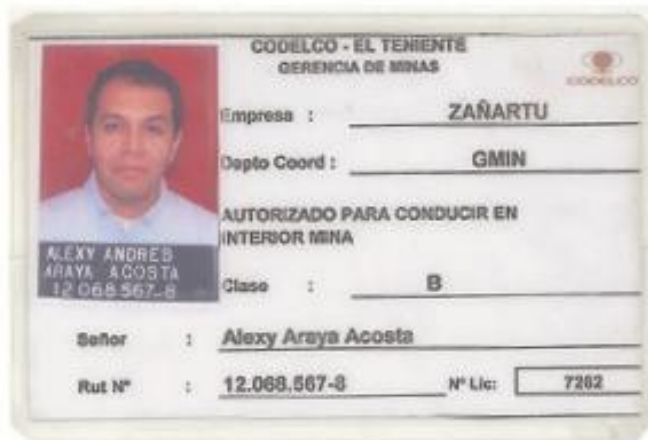 CODELCO - EL TENIENTE
GERENCIA DE MINAS
CODELCO
Empresa : ZAÑARTU
Depto Coord : GMIN
AUTORIZADO PARA CONDUCIR EN
INTERIOR MINA
ALEXY ANDRES
ARAYA ACOSTA
12 068 567-8
Clase : B
Señor : Alexy Araya Acosta
Rut Nº : 12.068.567-8 Nº Lic: 7262